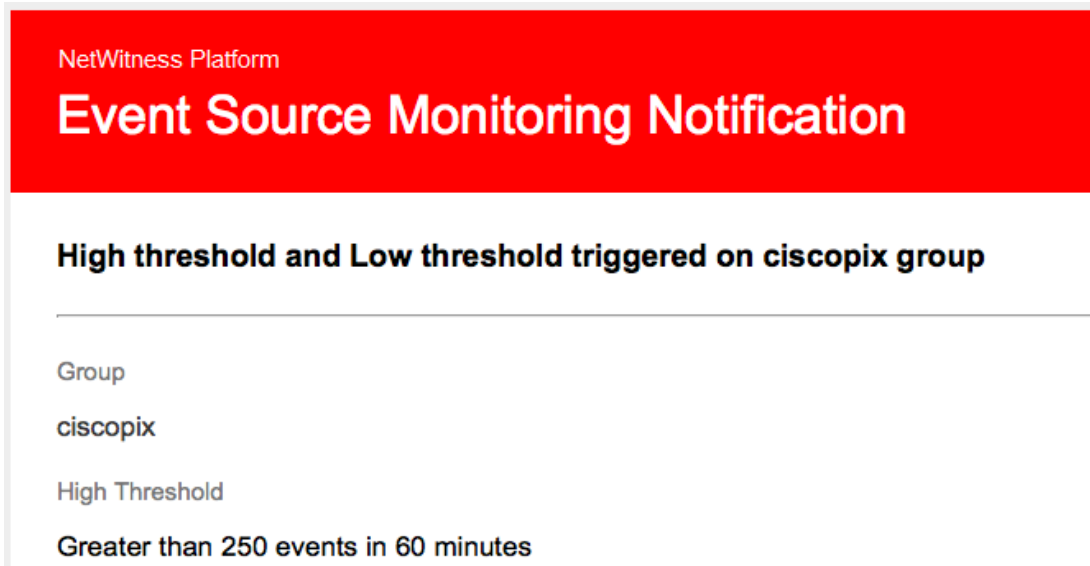 NetWitness Platform
Event Source Monitoring Notification
High threshold and Low threshold triggered on ciscopix group
Group
ciscopix
High Threshold
Greater than 250 events in 60 minutes